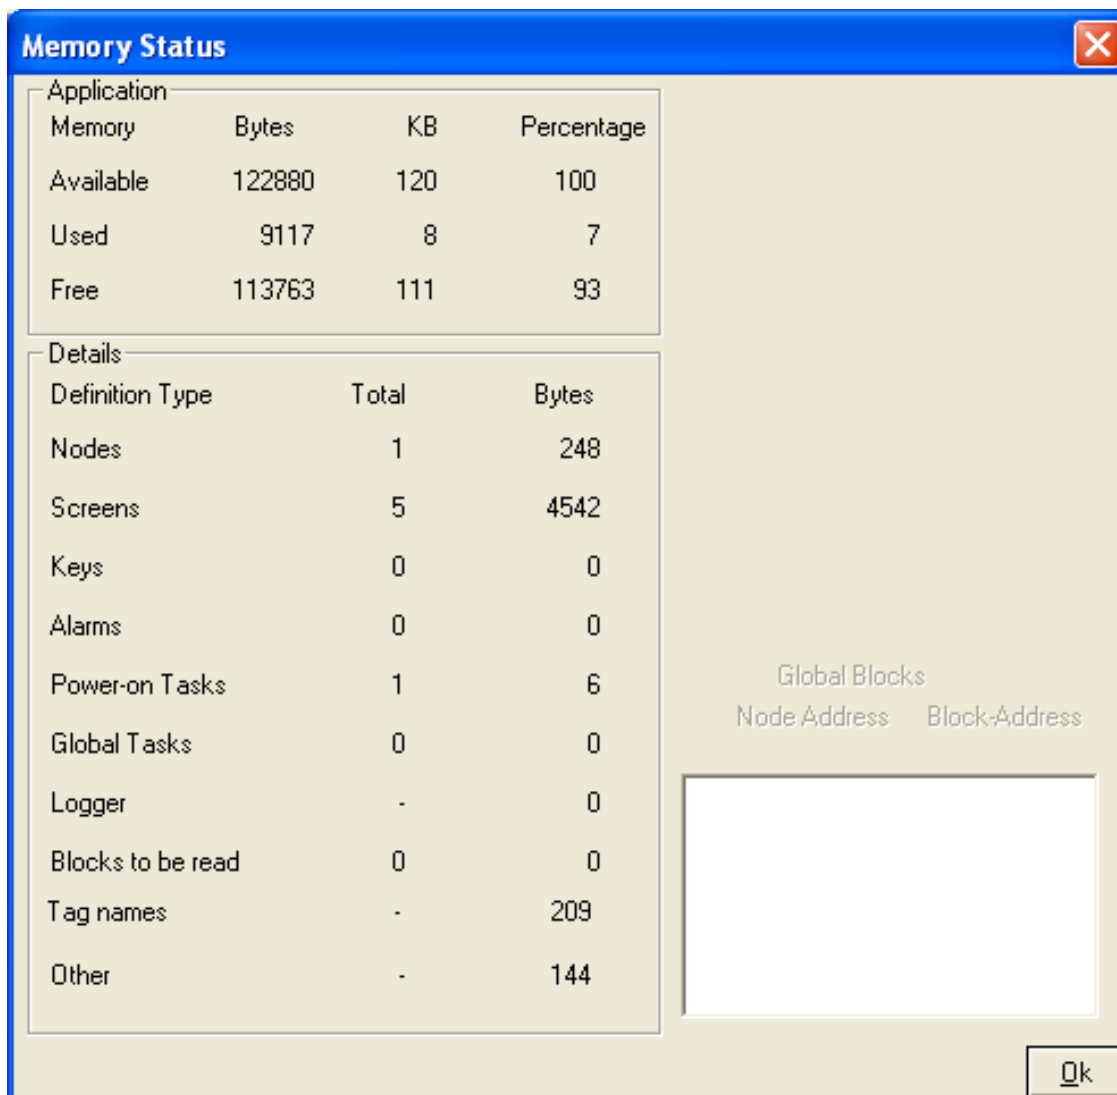 Memory Status
Application
Memory Bytes KB Percentage
Available 122880 120 100
Used 9117 8 7
Free 113763 111 93
Details
Definition Type Total Bytes
Nodes 1 248
Screens 5 4542
Keys 0 0
Alarms 0 0
Power-on Tasks 1 6
Global Tasks 0 0
Logger - 0
Blocks to be read 0 0
Tag names - 209
Other - 144
Global Blocks
Node Address Block-Address
Ok